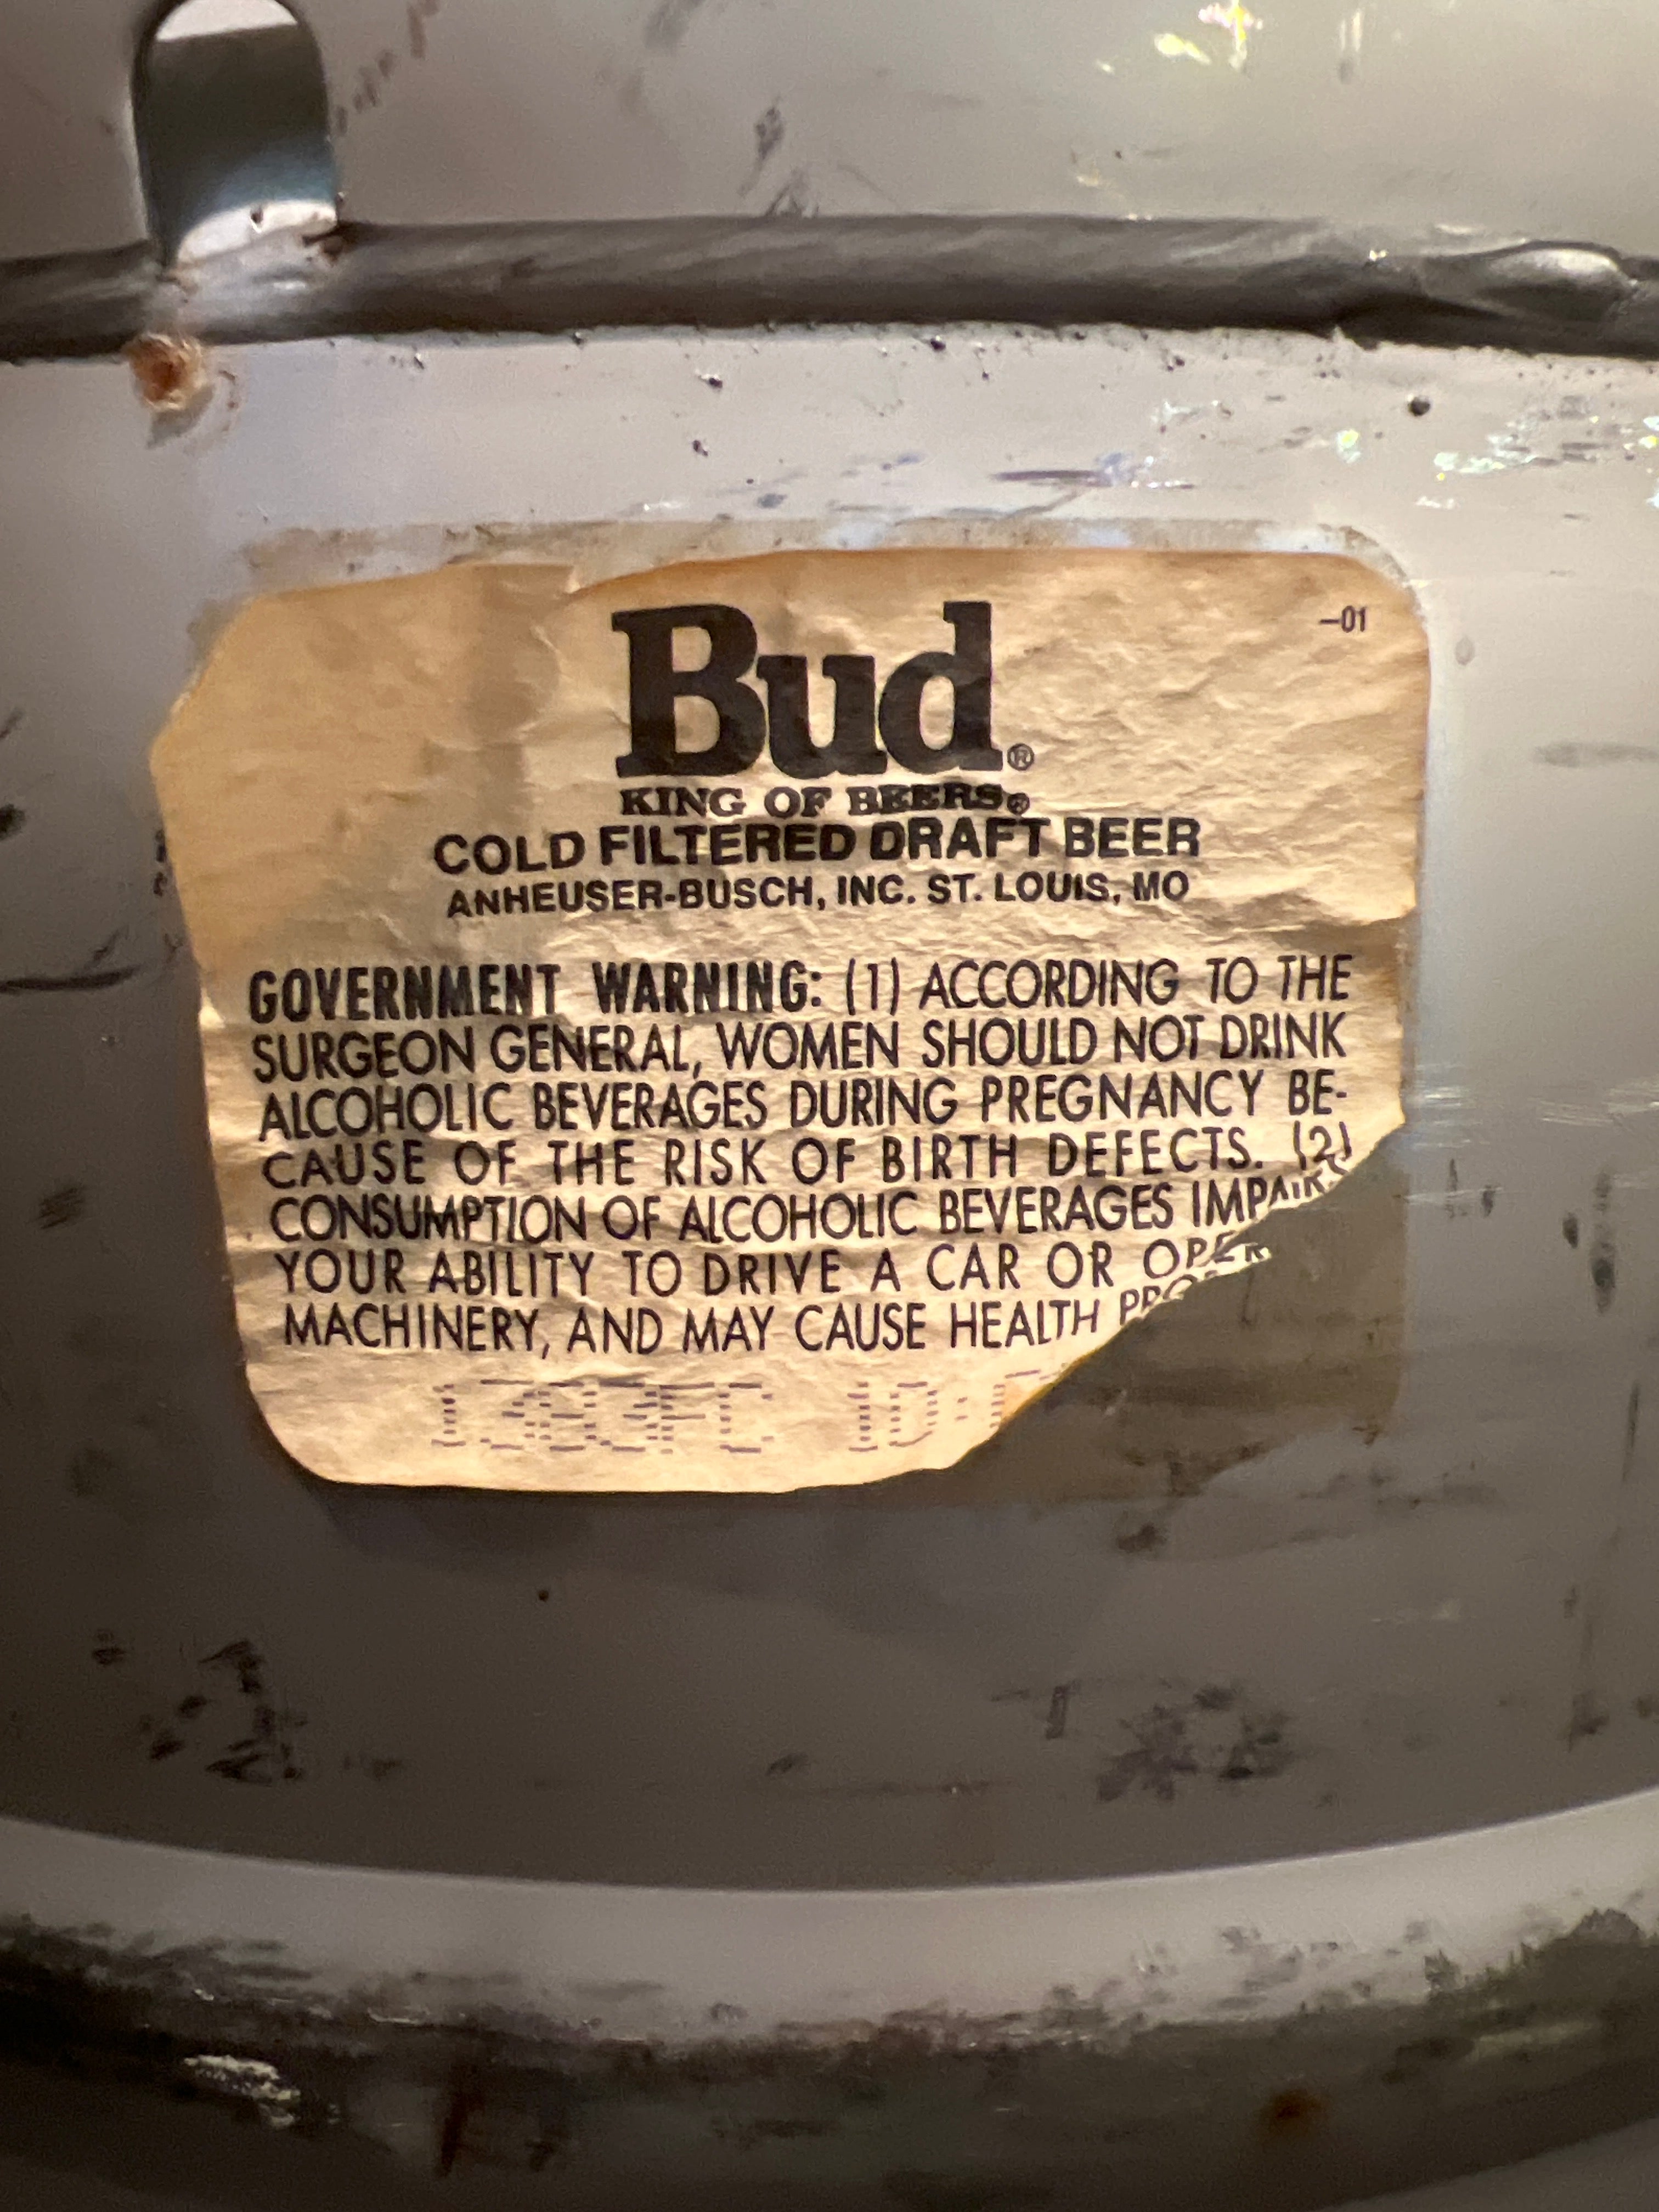 Bud®
-01
KING OF BEERS®
COLD FILTERED DRAFT BEER
ANHEUSER-BUSCH, INC. ST. LOUIS, MO
GOVERNMENT WARNING: (1) ACCORDING TO THE
SURGEON GENERAL, WOMEN SHOULD NOT DRINK
ALCOHOLIC BEVERAGES DURING PREGNANCY BE-
CAUSE OF THE RISK OF BIRTH DEFECTS. (2)
CONSUMPTION OF ALCOHOLIC BEVERAGES IMPAIRS
YOUR ABILITY TO DRIVE A CAR OR OPER
MACHINERY, AND MAY CAUSE HEALTH